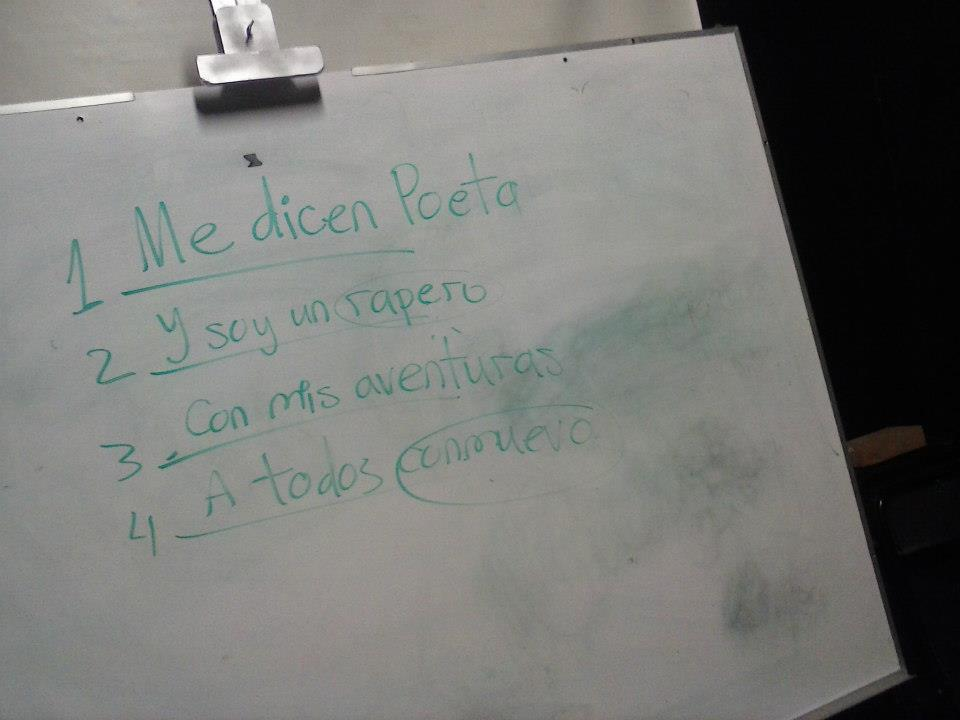 1 Me dicen Poeta
2 Y soy un rapero
3 Con mis aventuras
4 A todos conmuevo